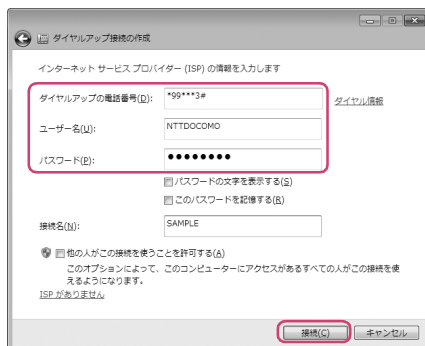 ダイヤルアップ接続の作成
インターネット サービス プロバイダー (ISP) の情報を入力します
ダイヤルアップの電話番号(D): *99***3# ダイヤル情報
ユーザー名(U): NTTDOCOMO
パスワード(P): ●●●●●●●●
パスワードの文字を表示する(S)
このパスワードを記憶する(R)
接続名(N): SAMPLE
他の人がこの接続を使うことを許可する(A)
このオプションによって、このコンピューターにアクセスがあるすべての人がこの接続を使
えるようになります。
ISP がありません
接続(C) キャンセル